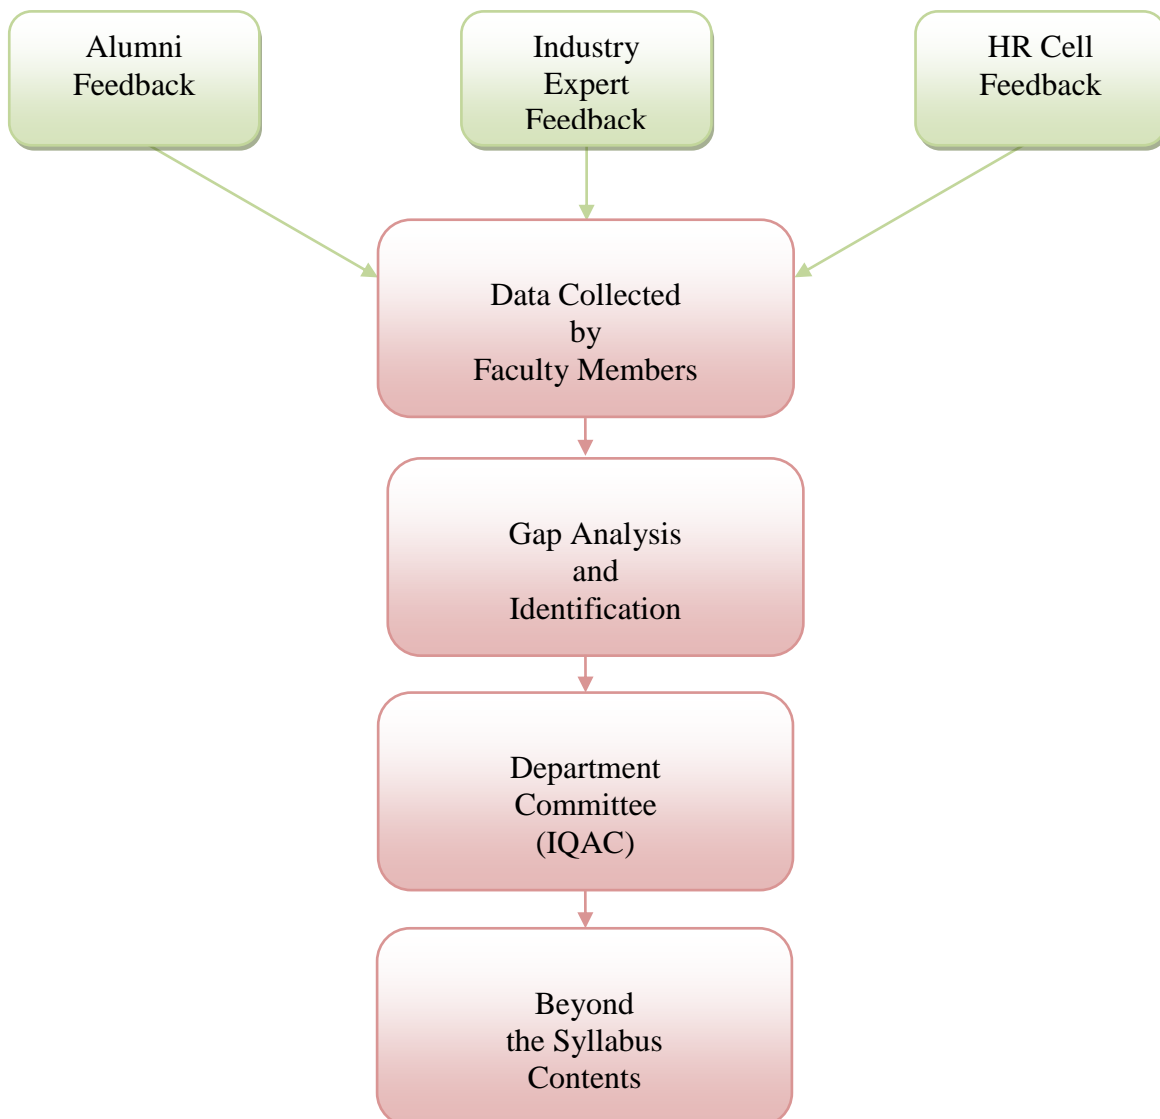 Alumni
Feedback
Industry
Expert
Feedback
HR Cell
Feedback
Data Collected
by
Faculty Members
Gap Analysis
and
Identification
Department
Committee
(IQAC)
Beyond
the Syllabus
Contents